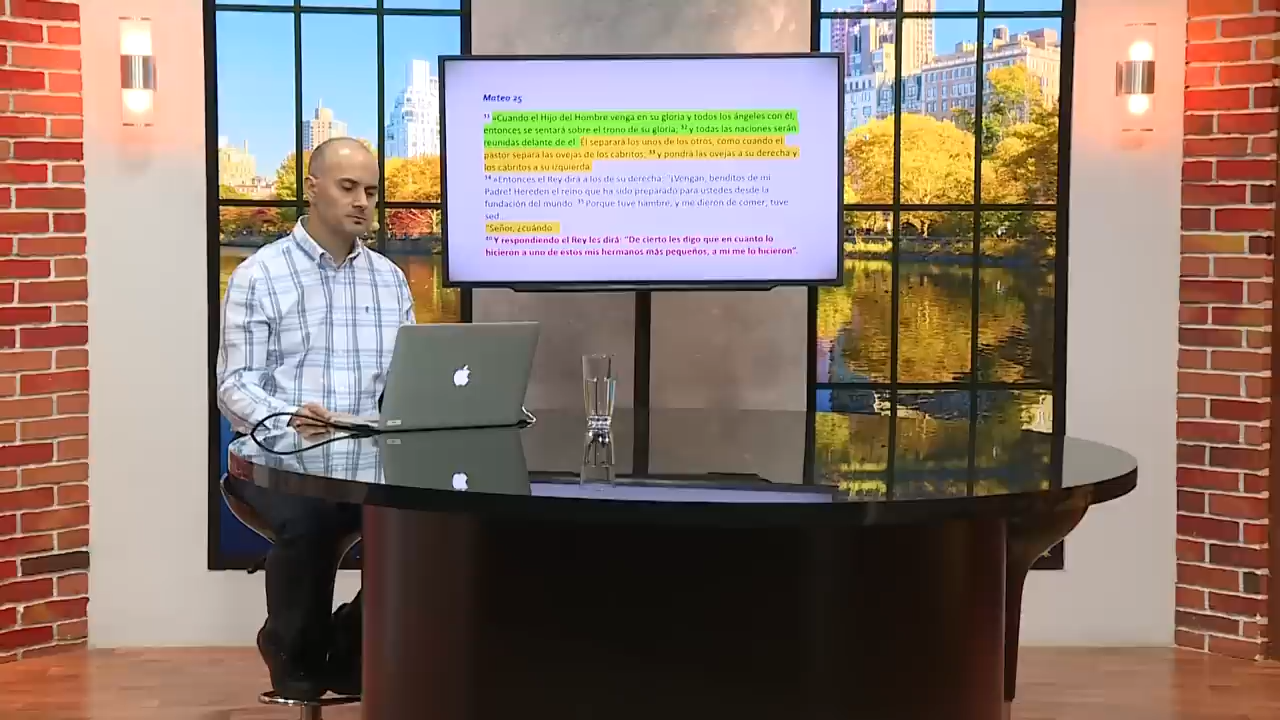 Mateo 25
³¹ »Cuando el Hijo del Hombre venga en su gloria y todos los ángeles con él,
entonces se sentará sobre el trono de su gloria, ³² y todas las naciones serán
reunidas delante de él. Él separará los unos de los otros, como cuando el
pastor separa las ovejas de los cabritos, ³³ y pondrá las ovejas a su derecha y
los cabritos a su izquierda.
³⁴ »Entonces el Rey dirá a los de su derecha: "¡Vengan, benditos de mi
Padre! Hereden el reino que ha sido preparado para ustedes desde la
fundación del mundo. ³⁵ Porque tuve hambre, y me dieron de comer; tuve
sed...
"Señor, ¿cuándo
⁴⁰ Y respondiendo el Rey les dirá: "De cierto les digo que en cuanto lo
hicieron a uno de estos mis hermanos más pequeños, a mí me lo hicieron".